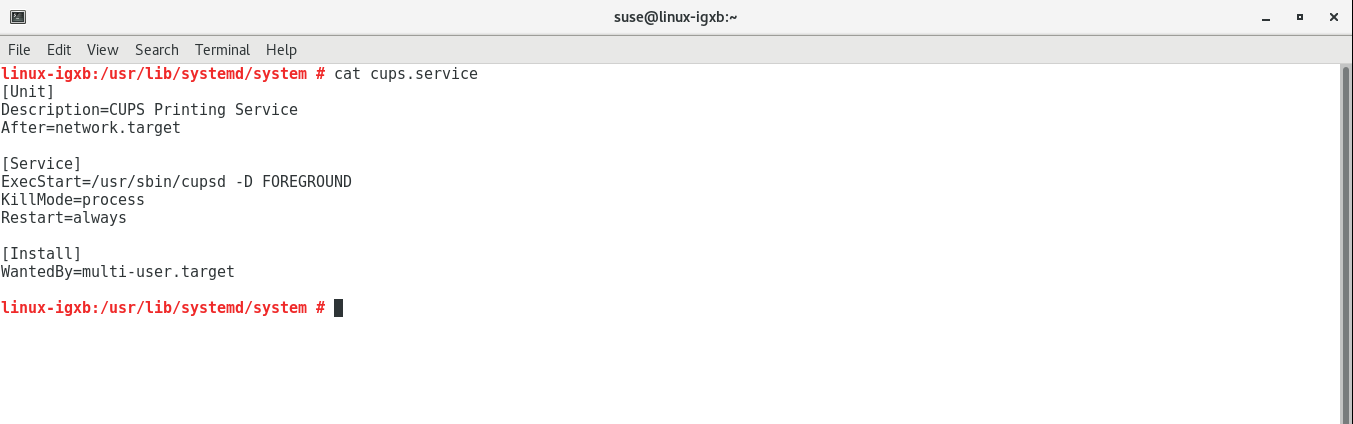 suse@linux-igxb:~
File Edit View Search Terminal Help
linux-igxb:/usr/lib/systemd/system # cat cups.service
[Unit]
Description=CUPS Printing Service
After=network.target
[Service]
ExecStart=/usr/sbin/cupsd -D FOREGROUND
KillMode=process
Restart=always
[Install]
WantedBy=multi-user.target
linux-igxb:/usr/lib/systemd/system #